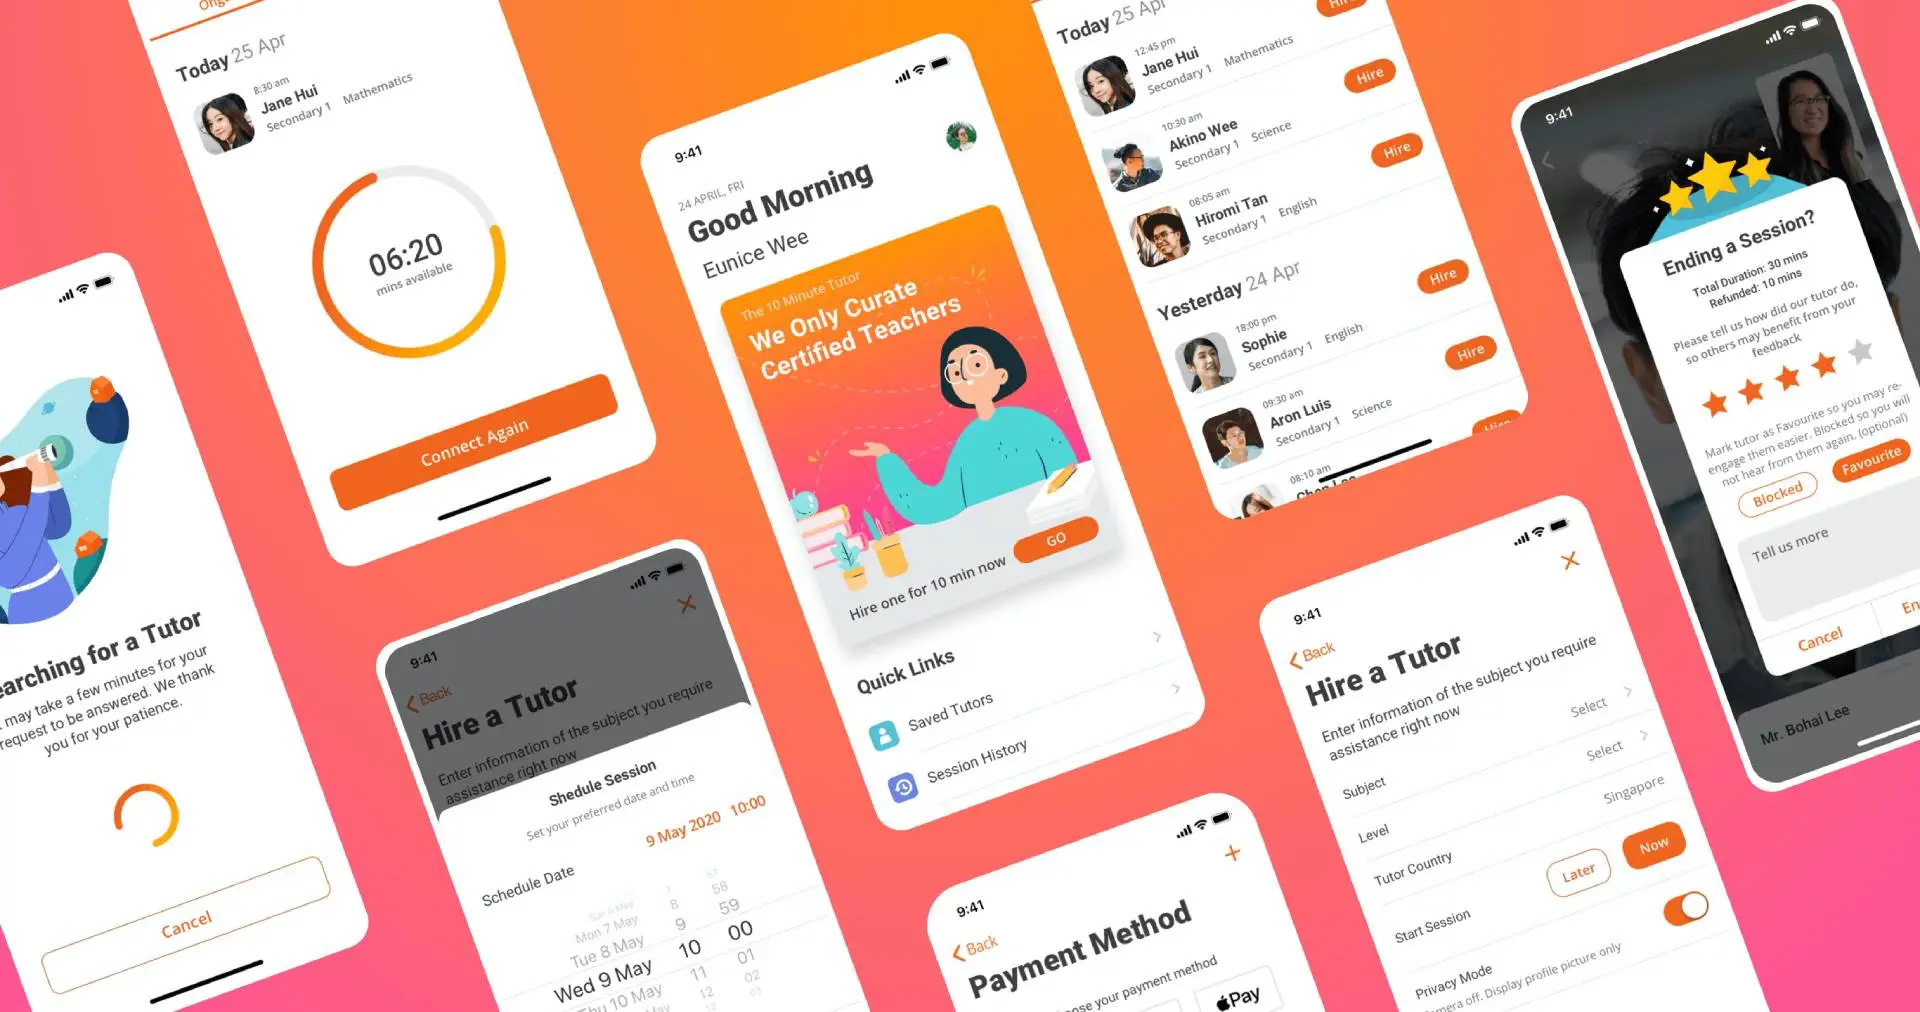 Today 25 Apr
8:30 am
Jane Hui
Secondary 1 Mathematics
06:20
mins available
Connect Again
Searching for a Tutor
may take a few minutes for your
request to be answered. We thank
you for your patience.
Cancel
9:41
Back
Hire a Tutor
Enter information of the subject you require
assistance right now
Shedule Session
Set your preferred date and time
Schedule Date
9 May 2020 10:00
57
Sun 6 May 7 58
Mon 7 May 8 59
Tue 8 May 9
Wed 9 May 10 00
Thu 10 May 11 01
May 12 02
03
9:41
24 APRIL, FRI
Good Morning
Eunice Wee
The 10 Minute Tutor
We Only Curate
Certified Teachers
Hire one for 10 min now
GO
Quick Links
Saved Tutors
Session History
9:41
Back
Payment Method
your payment method
Pay
Today 25 Apr
Hire
12:45 pm
Jane Hui
Secondary 1 Mathematics
Hire
10:30 am
Akino Wee
Secondary 1 Science
Hire
08:05 am
Hiromi Tan
Secondary 1 English
Yesterday 24 Apr
Hire
18:00 pm
Sophie
Secondary 1 English
Hire
09:30 am
Aron Luis
Secondary 1 Science
Hire
08:10 am
9:41
Back
Hire a Tutor
Enter information of the subject you require
assistance right now
Subject
Select
Level
Select
Tutor Country
Singapore
Start Session
Later
Now
Privacy Mode
Camera off. Display profile picture only
9:41
Ending a Session?
Total Duration: 30 mins
Refunded: 10 mins
Please tell us how did our tutor do,
so others may benefit from your
feedback
Mark tutor as Favourite so you may re-
engage them easier. Blocked so you will
not hear from them again. (optional)
Blocked
Favourite
Tell us more
Cancel
Mr. Bohai Lee